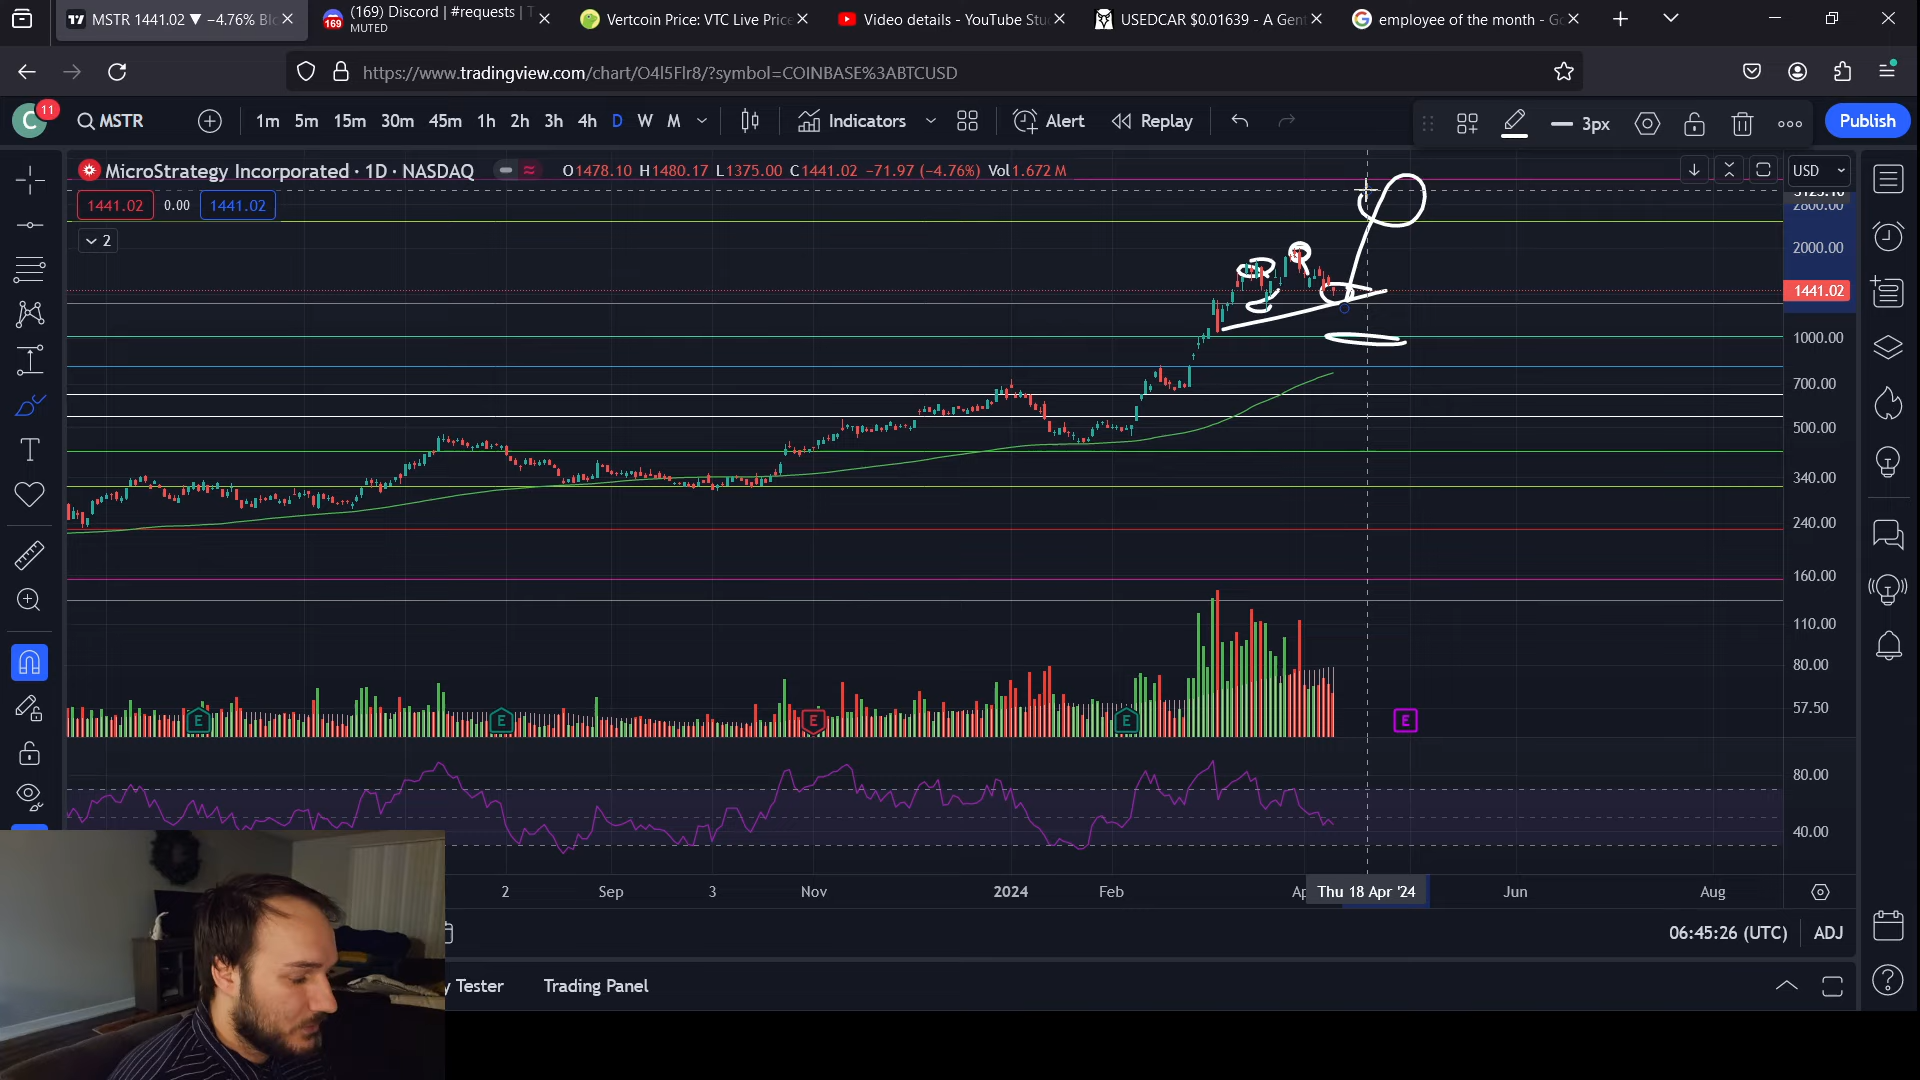 MSTR 1441.02 ▼ −4.76%
(169) Discord | #requests | T
MUTED
Vertcoin Price: VTC Live Price
Video details - YouTube Stu
USEDCAR $0.01639 - A Gen
employee of the month - Go
https://www.tradingview.com/chart/O4l5Flr8/?symbol=COINBASE%3ABTCUSD
C
11
MSTR
1m 5m 15m 30m 45m 1h 2h 3h 4h D W M
Indicators
Alert
Replay
3px
Publish
MicroStrategy Incorporated · 1D · NASDAQ
O1478.10 H1480.17 L1375.00 C1441.02 −71.97 (−4.76%) Vol1.672 M
USD
1441.02 0.00 1441.02
2
2800.00
2000.00
1441.02
1000.00
700.00
500.00
340.00
240.00
160.00
110.00
80.00
57.50
E E E E E
80.00
40.00
2 Sep 3 Nov 2024 Feb Ap Thu 18 Apr '24 Jun Aug
06:45:26 (UTC)
ADJ
y Tester
Trading Panel